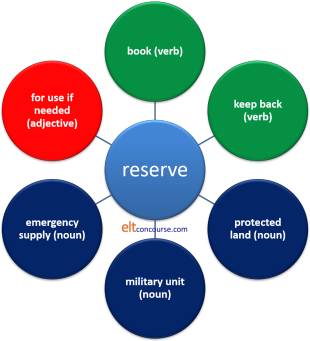 book (verb)
for use if
needed
(adjective)
keep back
(verb)
reserve
eltconcourse.com
emergency
supply (noun)
protected
land (noun)
military unit
(noun)